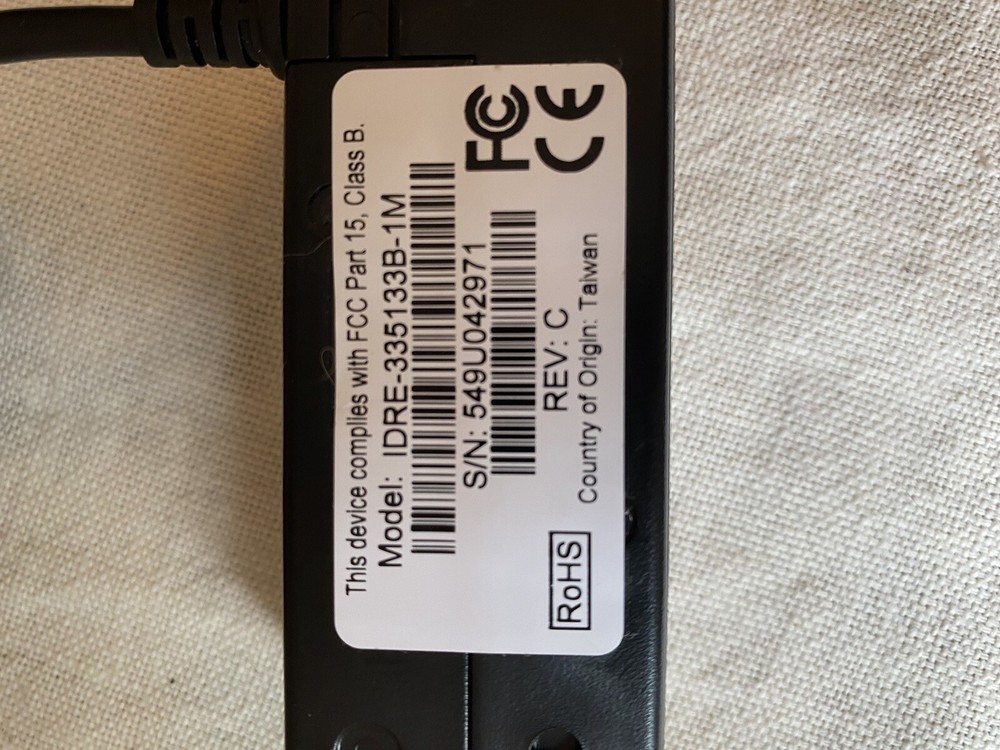 This device complies with FCC Part 15, Class B.
Model: IDRE-335133B-1M
S/N: 549U042971
REV: C
Country of Origin: Taiwan
RoHS
FC
CE